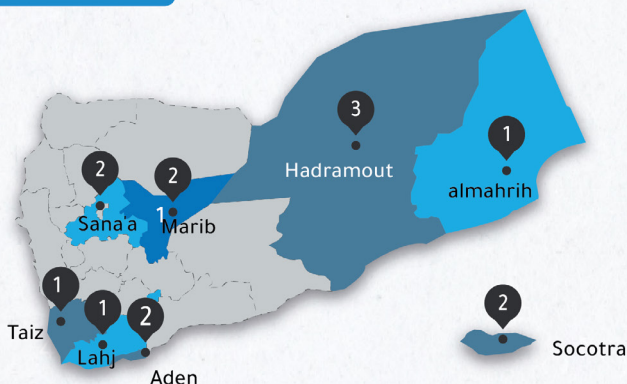 3
Hadramout
1
almahrih
2
Sana'a
2
1
Marib
1
Taiz
1
Lahj
2
Aden
2
Socotra